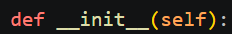 def __init__(self):